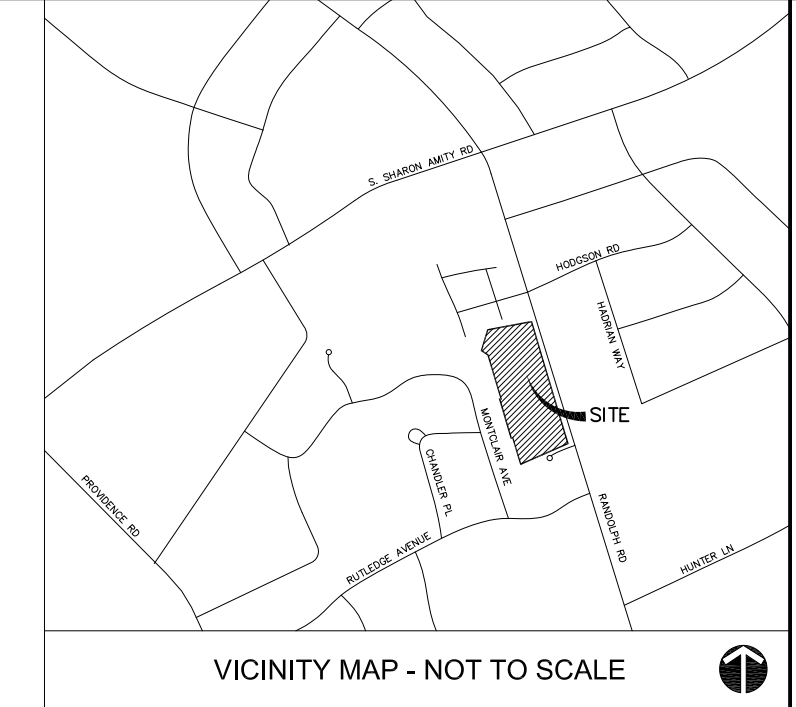 S. SHARON AMITY RD
HODGSON RD
HADRIAN WAY
SITE
MONTCLAIR AVE
CHANDLER PL
PROVIDENCE RD
RANDOLPH RD
RUTLEDGE AVENUE
HUNTER LN
VICINITY MAP - NOT TO SCALE